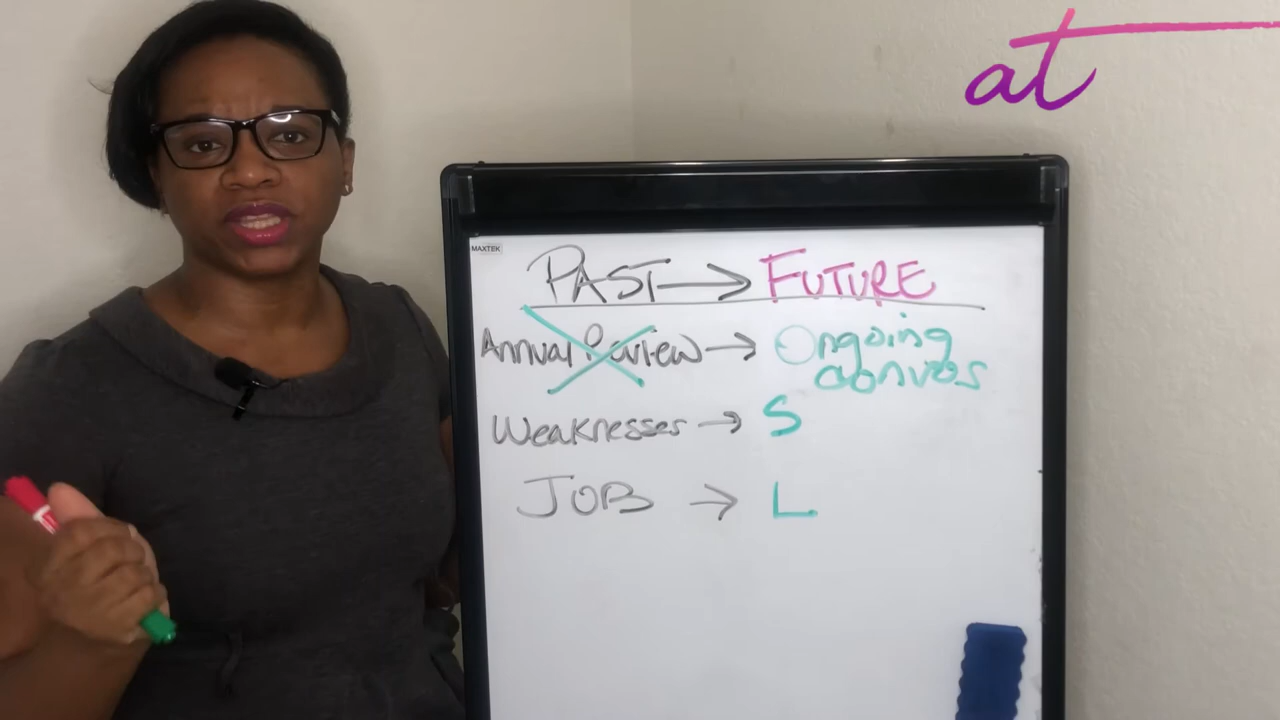 at
MAXTEK
PAST → FUTURE
Annual Review → Ongoing
convos
Weaknesses → S
JOB → L